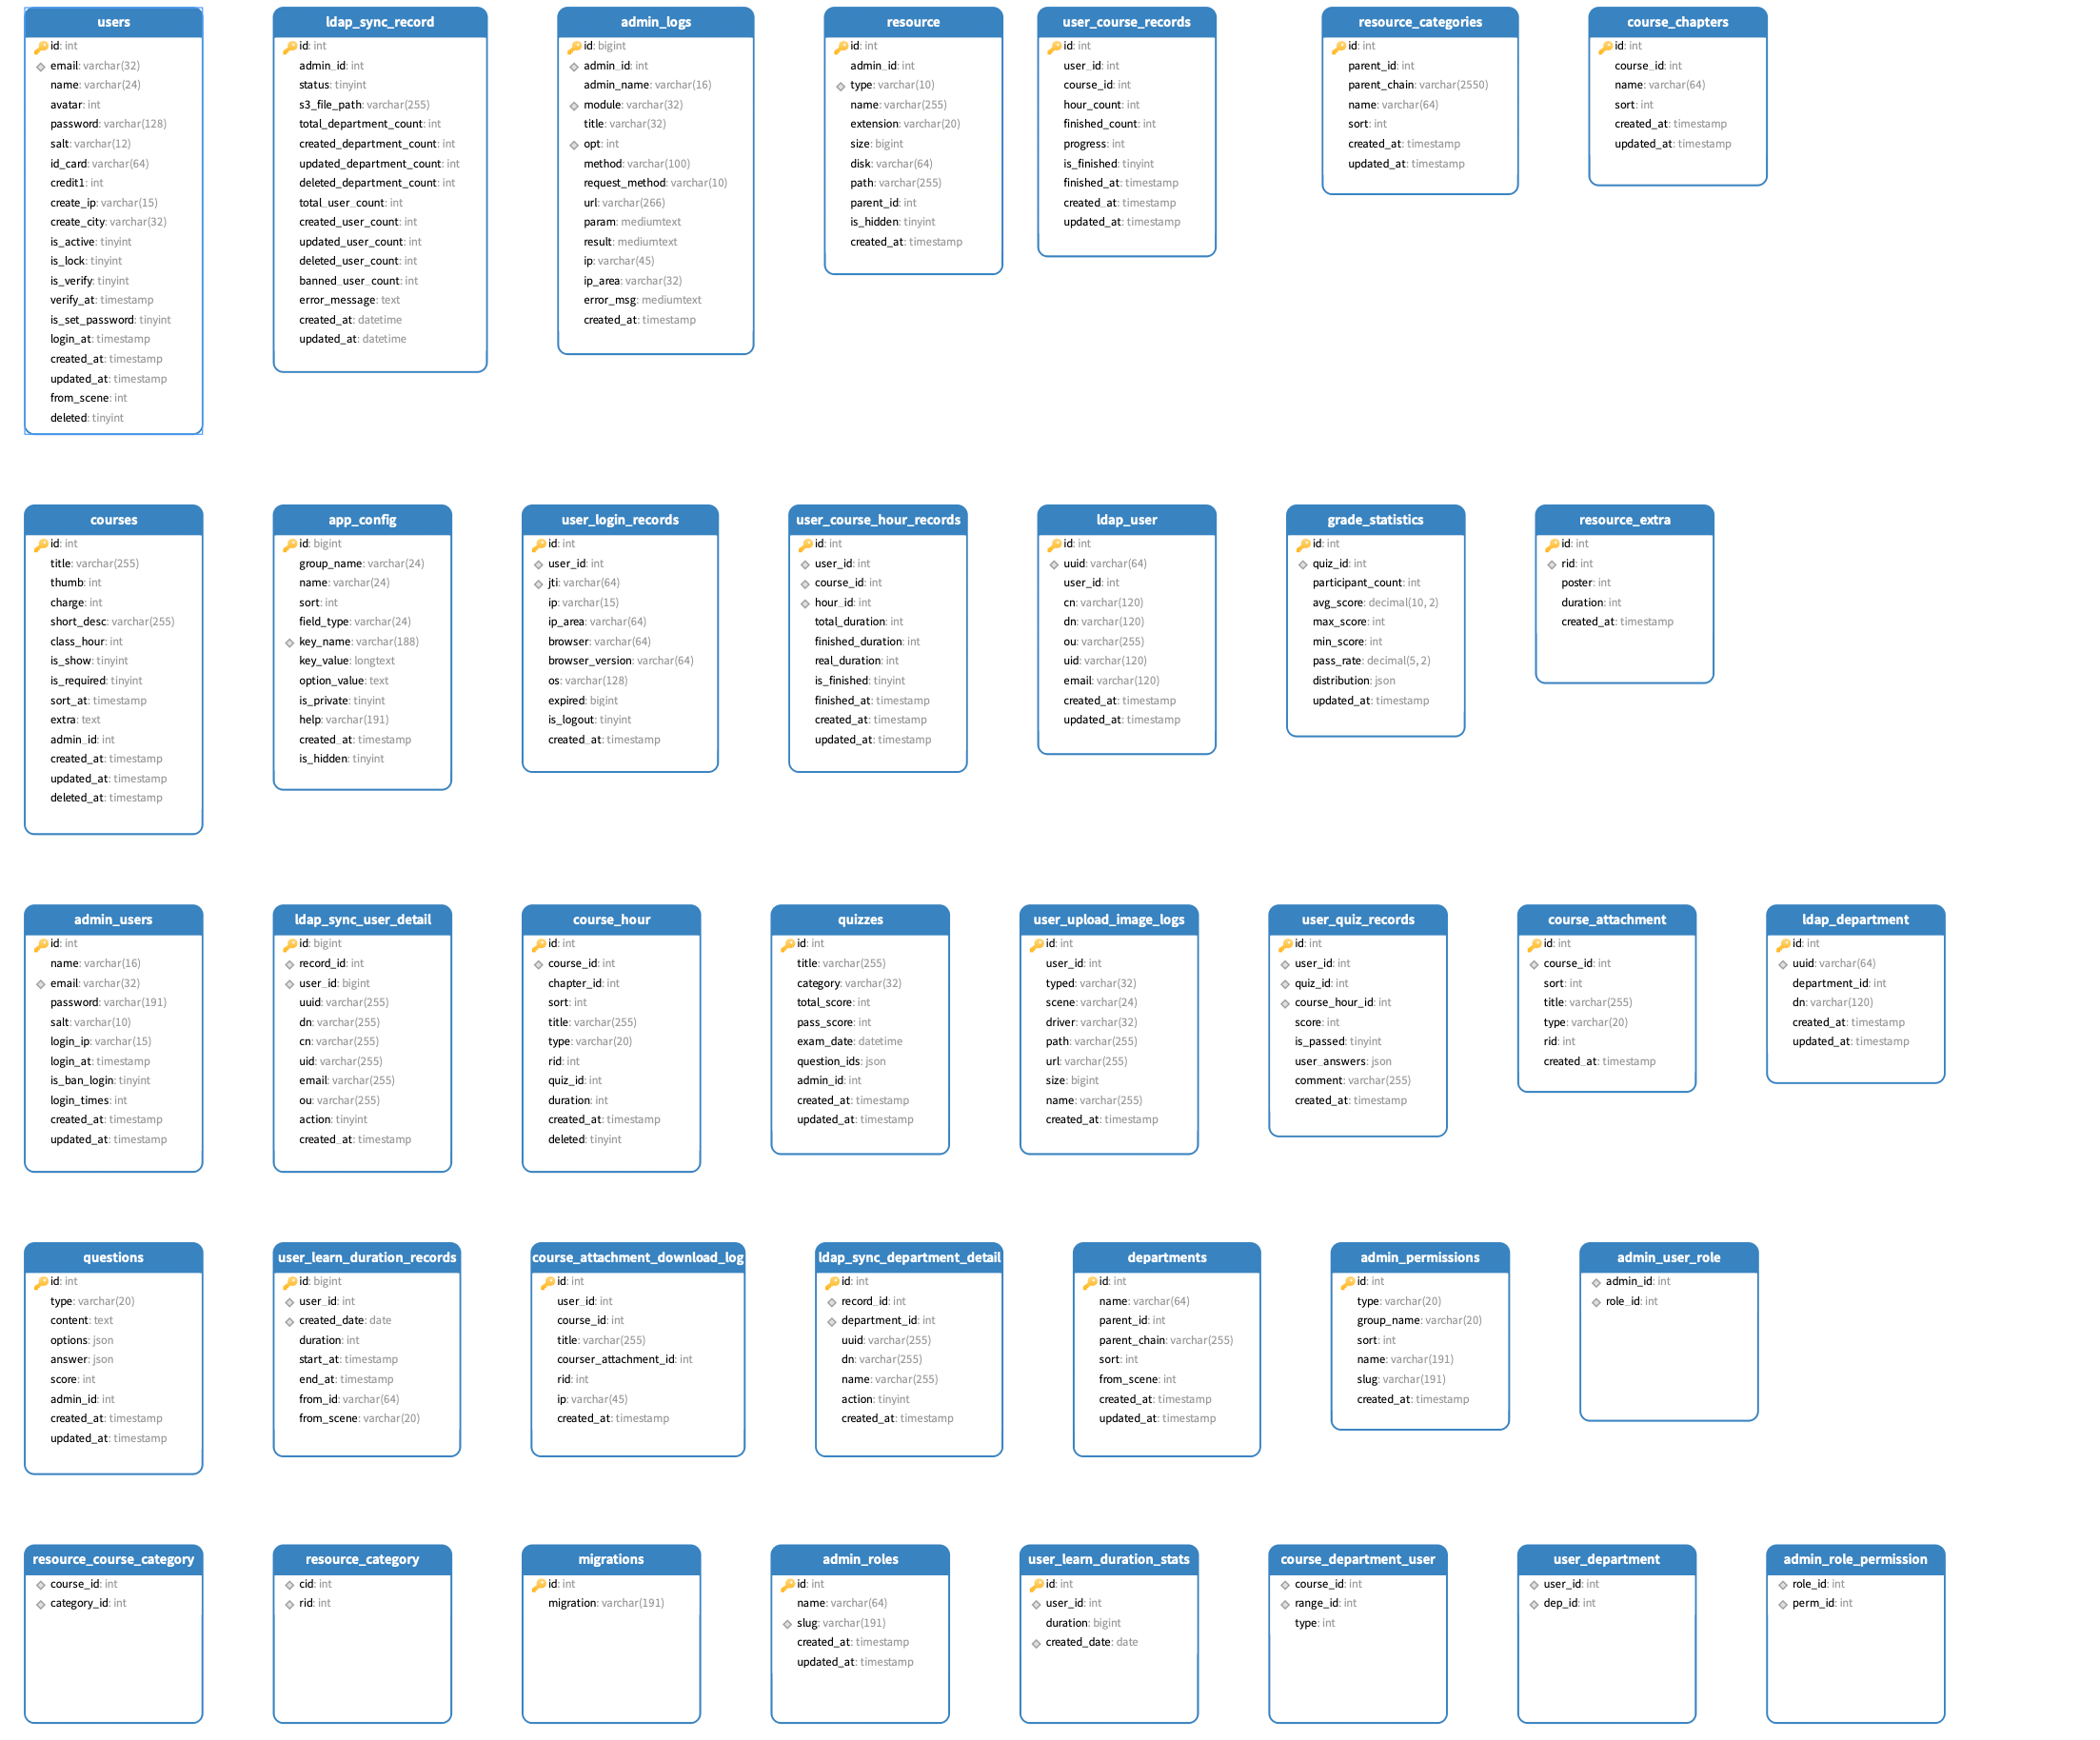 users
id: int
email: varchar(32)
name: varchar(24)
avatar: int
password: varchar(128)
salt: varchar(12)
id_card: varchar(64)
credit1: int
create_ip: varchar(15)
create_city: varchar(32)
is_active: tinyint
is_lock: tinyint
is_verify: tinyint
verify_at: timestamp
is_set_password: tinyint
login_at: timestamp
created_at: timestamp
updated_at: timestamp
from_scene: int
deleted: tinyint
ldap_sync_record
id: int
admin_id: int
status: tinyint
s3_file_path: varchar(255)
total_department_count: int
created_department_count: int
updated_department_count: int
deleted_department_count: int
total_user_count: int
created_user_count: int
updated_user_count: int
deleted_user_count: int
banned_user_count: int
error_message: text
created_at: datetime
updated_at: datetime
admin_logs
id: bigint
admin_id: int
admin_name: varchar(16)
module: varchar(32)
title: varchar(32)
opt: int
method: varchar(100)
request_method: varchar(10)
url: varchar(266)
param: mediumtext
result: mediumtext
ip: varchar(45)
ip_area: varchar(32)
error_msg: mediumtext
created_at: timestamp
resource
id: int
admin_id: int
type: varchar(10)
name: varchar(255)
extension: varchar(20)
size: bigint
disk: varchar(64)
path: varchar(255)
parent_id: int
is_hidden: tinyint
created_at: timestamp
user_course_records
id: int
user_id: int
course_id: int
hour_count: int
finished_count: int
progress: int
is_finished: tinyint
finished_at: timestamp
created_at: timestamp
updated_at: timestamp
resource_categories
id: int
parent_id: int
parent_chain: varchar(2550)
name: varchar(64)
sort: int
created_at: timestamp
updated_at: timestamp
course_chapters
id: int
course_id: int
name: varchar(64)
sort: int
created_at: timestamp
updated_at: timestamp
courses
id: int
title: varchar(255)
thumb: int
charge: int
short_desc: varchar(255)
class_hour: int
is_show: tinyint
is_required: tinyint
sort_at: timestamp
extra: text
admin_id: int
created_at: timestamp
updated_at: timestamp
deleted_at: timestamp
app_config
id: bigint
group_name: varchar(24)
name: varchar(24)
sort: int
field_type: varchar(24)
key_name: varchar(188)
key_value: longtext
option_value: text
is_private: tinyint
help: varchar(191)
created_at: timestamp
is_hidden: tinyint
user_login_records
id: int
user_id: int
jti: varchar(64)
ip: varchar(15)
ip_area: varchar(64)
browser: varchar(64)
browser_version: varchar(64)
os: varchar(128)
expired: bigint
is_logout: tinyint
created_at: timestamp
user_course_hour_records
id: int
user_id: int
course_id: int
hour_id: int
total_duration: int
finished_duration: int
real_duration: int
is_finished: tinyint
finished_at: timestamp
created_at: timestamp
updated_at: timestamp
ldap_user
id: int
uuid: varchar(64)
user_id: int
cn: varchar(120)
dn: varchar(120)
ou: varchar(255)
uid: varchar(120)
email: varchar(120)
created_at: timestamp
updated_at: timestamp
grade_statistics
id: int
quiz_id: int
participant_count: int
avg_score: decimal(10, 2)
max_score: int
min_score: int
pass_rate: decimal(5, 2)
distribution: json
updated_at: timestamp
resource_extra
id: int
rid: int
poster: int
duration: int
created_at: timestamp
admin_users
id: int
name: varchar(16)
email: varchar(32)
password: varchar(191)
salt: varchar(10)
login_ip: varchar(15)
login_at: timestamp
is_ban_login: tinyint
login_times: int
created_at: timestamp
updated_at: timestamp
ldap_sync_user_detail
id: bigint
record_id: int
user_id: bigint
uuid: varchar(255)
dn: varchar(255)
cn: varchar(255)
uid: varchar(255)
email: varchar(255)
ou: varchar(255)
action: tinyint
created_at: timestamp
course_hour
id: int
course_id: int
chapter_id: int
sort: int
title: varchar(255)
type: varchar(20)
rid: int
quiz_id: int
duration: int
created_at: timestamp
deleted: tinyint
quizzes
id: int
title: varchar(255)
category: varchar(32)
total_score: int
pass_score: int
exam_date: datetime
question_ids: json
admin_id: int
created_at: timestamp
updated_at: timestamp
user_upload_image_logs
id: int
user_id: int
typed: varchar(32)
scene: varchar(24)
driver: varchar(32)
path: varchar(255)
url: varchar(255)
size: bigint
name: varchar(255)
created_at: timestamp
user_quiz_records
id: int
user_id: int
quiz_id: int
course_hour_id: int
score: int
is_passed: tinyint
user_answers: json
comment: varchar(255)
created_at: timestamp
course_attachment
id: int
course_id: int
sort: int
title: varchar(255)
type: varchar(20)
rid: int
created_at: timestamp
ldap_department
id: int
uuid: varchar(64)
department_id: int
dn: varchar(120)
created_at: timestamp
updated_at: timestamp
questions
id: int
type: varchar(20)
content: text
options: json
answer: json
score: int
admin_id: int
created_at: timestamp
updated_at: timestamp
user_learn_duration_records
id: bigint
user_id: int
created_date: date
duration: int
start_at: timestamp
end_at: timestamp
from_id: varchar(64)
from_scene: varchar(20)
course_attachment_download_log
id: int
user_id: int
course_id: int
title: varchar(255)
courser_attachment_id: int
rid: int
ip: varchar(45)
created_at: timestamp
ldap_sync_department_detail
id: int
record_id: int
department_id: int
uuid: varchar(255)
dn: varchar(255)
name: varchar(255)
action: tinyint
created_at: timestamp
departments
id: int
name: varchar(64)
parent_id: int
parent_chain: varchar(255)
sort: int
from_scene: int
created_at: timestamp
updated_at: timestamp
admin_permissions
id: int
type: varchar(20)
group_name: varchar(20)
sort: int
name: varchar(191)
slug: varchar(191)
created_at: timestamp
admin_user_role
admin_id: int
role_id: int
resource_course_category
course_id: int
category_id: int
resource_category
cid: int
rid: int
migrations
id: int
migration: varchar(191)
admin_roles
id: int
name: varchar(64)
slug: varchar(191)
created_at: timestamp
updated_at: timestamp
user_learn_duration_stats
id: int
user_id: int
duration: bigint
created_date: date
course_department_user
course_id: int
range_id: int
type: int
user_department
user_id: int
dep_id: int
admin_role_permission
role_id: int
perm_id: int